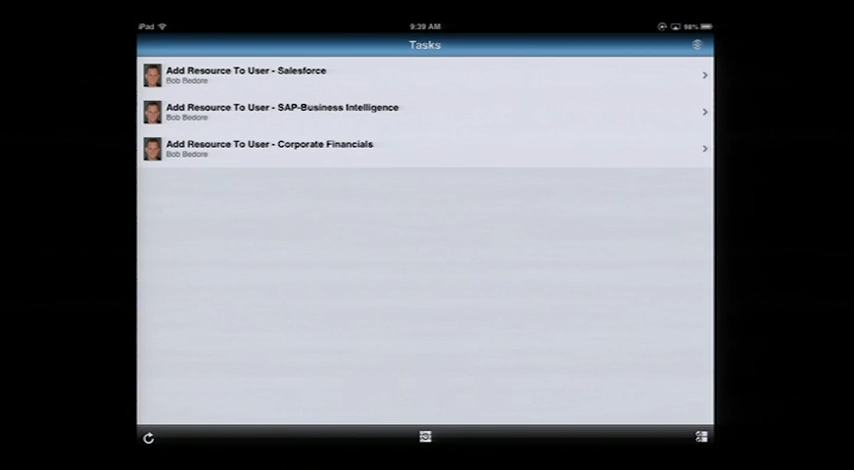 iPad
9:39 AM
98%
Tasks
Add Resource To User - Salesforce
Bob Bedore
Add Resource To User - SAP-Business Intelligence
Bob Bedore
Add Resource To User - Corporate Financials
Bob Bedore